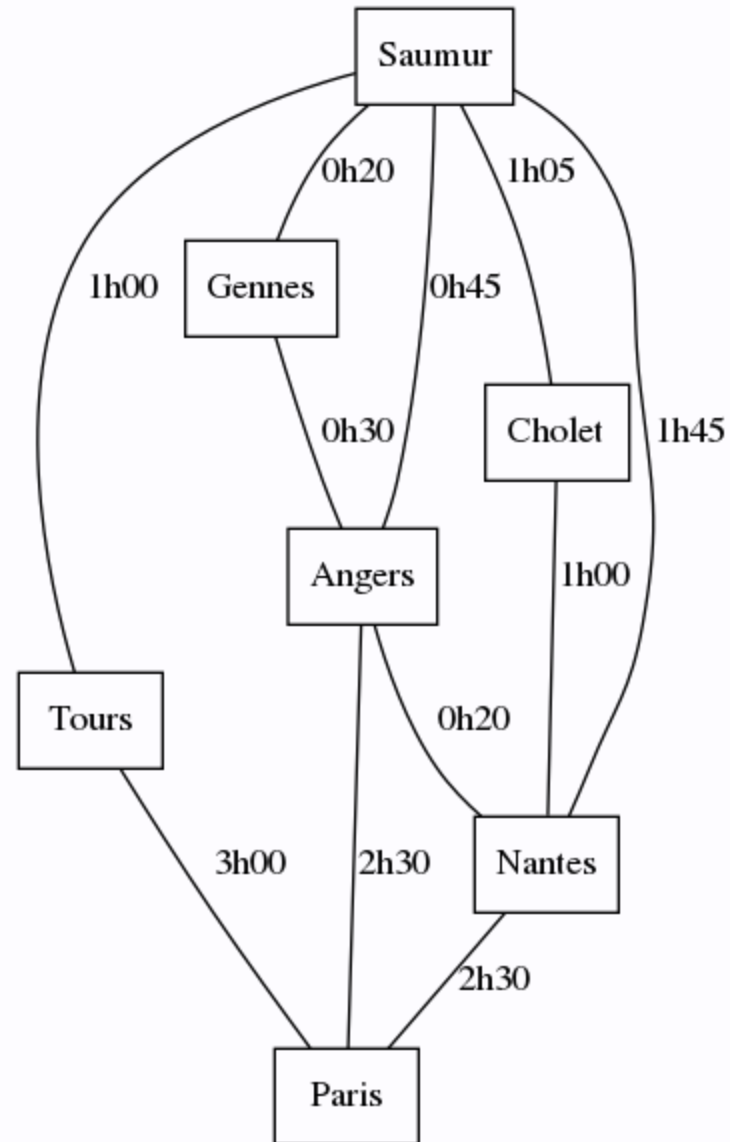 Saumur
0h20
1h05
1h00
Gennes
0h45
0h30
Cholet
1h45
Angers
1h00
Tours
0h20
3h00
2h30
Nantes
2h30
Paris